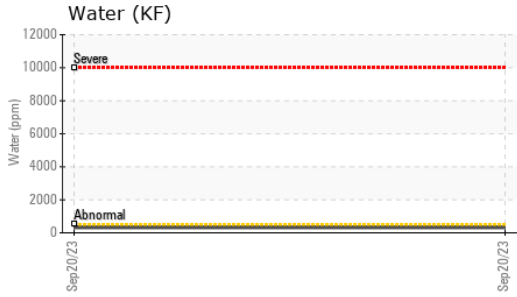 Water (KF)
12000
10000
8000
6000
4000
2000
0
Water (ppm)
Severe
Abnormal
Sep20/23
Sep20/23